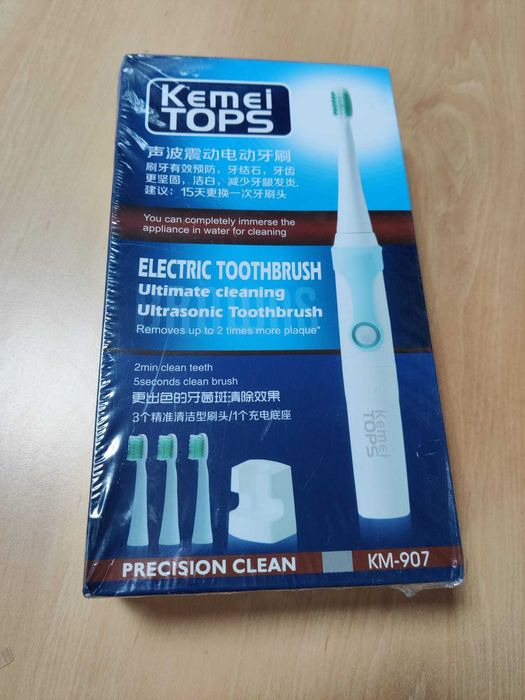 Kemei
TOPS
声波震动电动牙刷
刷牙有效预防，牙结石，牙齿
更坚固，洁白，减少牙龈发炎.
建议：15天更换一次牙刷头
You can completely immerse the
appliance in water for cleaning
ELECTRIC TOOTHBRUSH
Ultimate cleaning
Ultrasonic Toothbrush
Removes up to 2 times more plaque*
2min clean teeth
5seconds clean brush
更出色的牙菌斑清除效果
3个精准清洁型刷头/1个充电底座
Kemei
TOPS
PRECISION CLEAN
KM-907